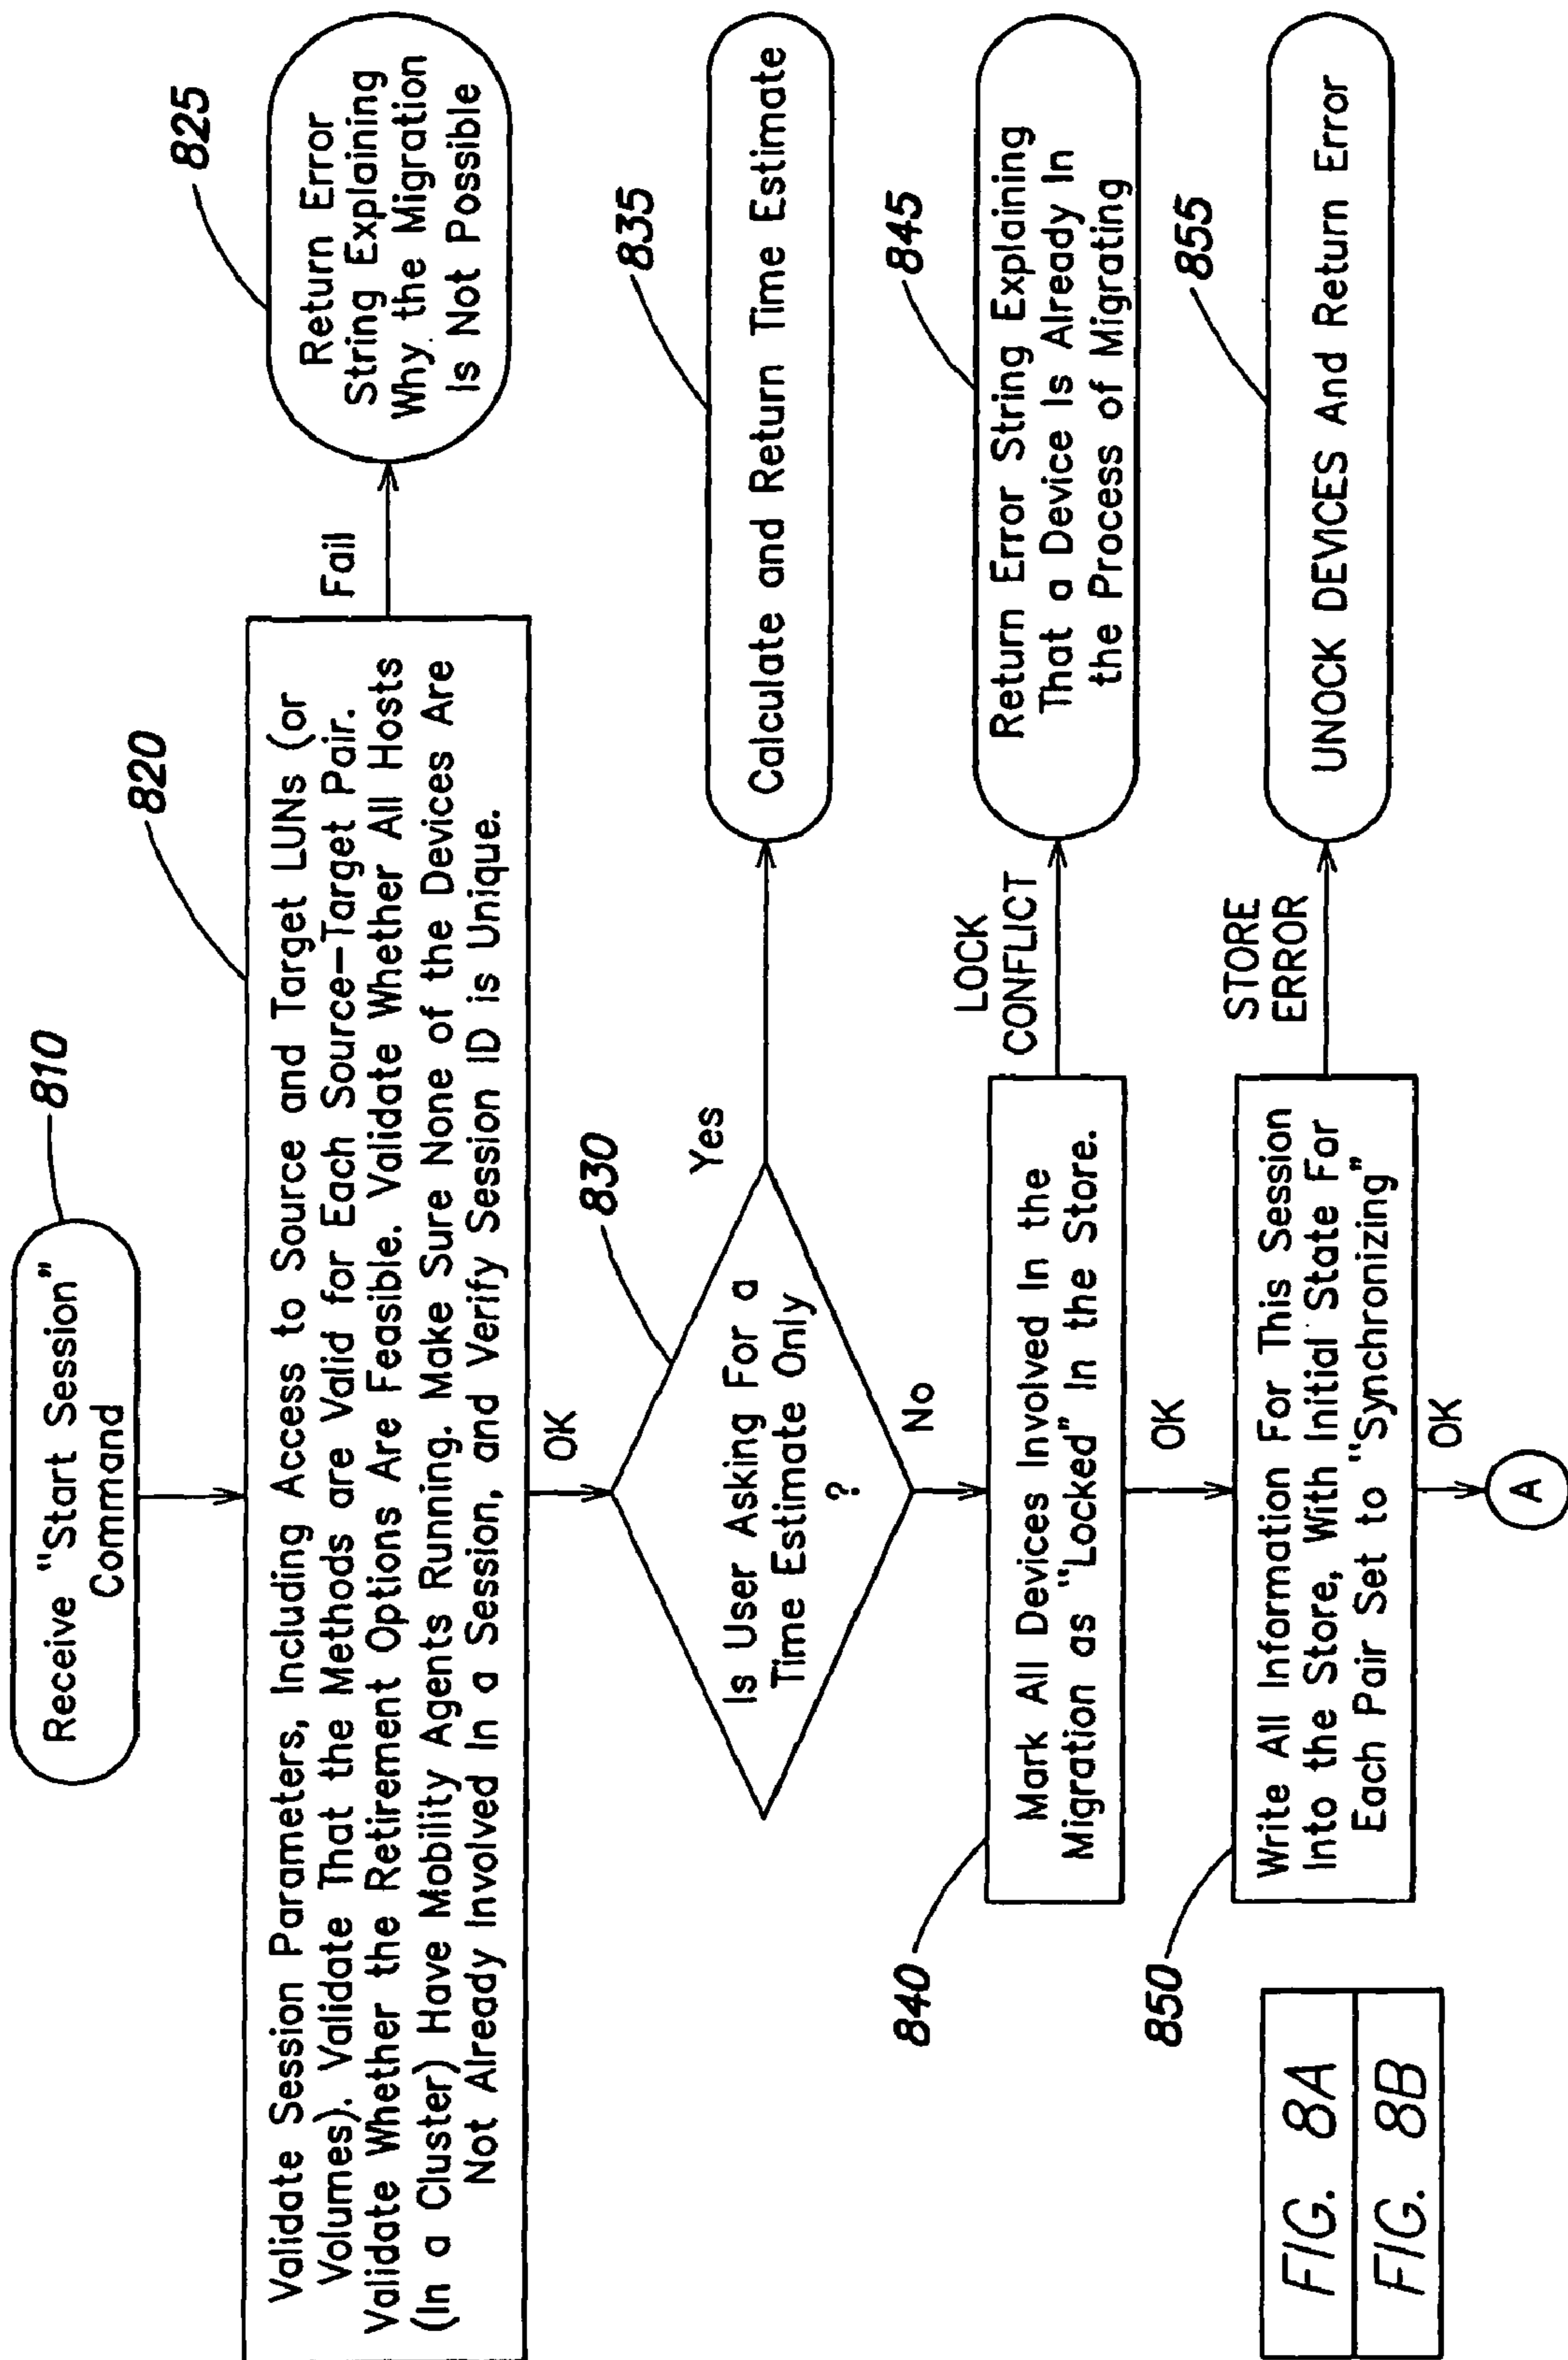 Receive "Start Session"
Command
810
Validate Session Parameters, Including Access to Source and Target LUNs (or
Volumes). Validate That the Methods are Valid for Each Source-Target Pair.
Validate Whether the Retirement Options Are Feasible. Validate Whether All Hosts
(In a Cluster) Have Mobility Agents Running. Make Sure None of the Devices Are
Not Already Involved In a Session, and Verify Session ID is Unique.
820
Fail
Return Error
String Explaining
Why. the Migration
Is Not Possible
825
OK
Is User Asking For a
Time Estimate Only
?
830
Yes
Calculate and Return Time Estimate
835
No
Mark All Devices Involved In the
Migration as "Locked" In the Store.
840
LOCK
CONFLICT
Return Error String Explaining
That a Device Is Already In
the Process of Migrating
845
OK
Write All Information For This Session
Into the Store, With Initial State For
Each Pair Set to "Synchronizing"
850
STORE
ERROR
UNOCK DEVICES And Return Error
855
OK
A
FIG. 8A
FIG. 8B